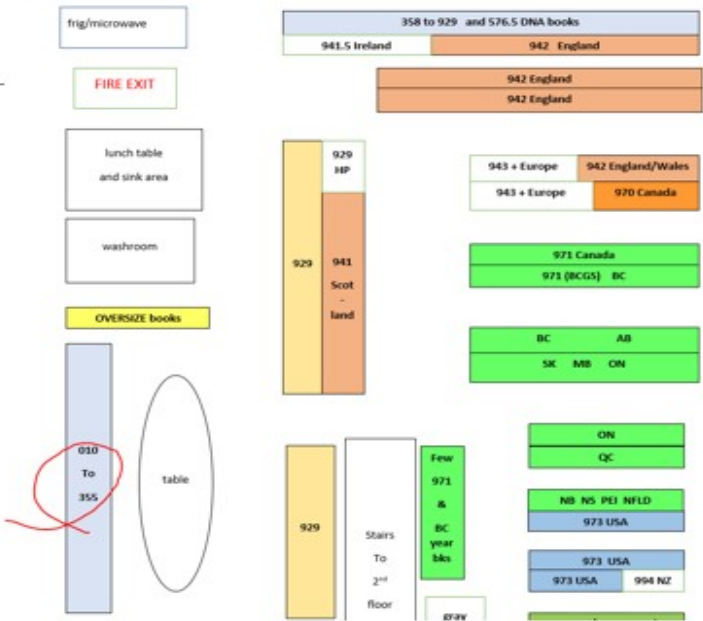 frig/microwave
FIRE EXIT
lunch table
and sink area
washroom
OVERSIZE books
010
To
355
table
358 to 929 and 576.5 DNA books
941.5 Ireland
942 England
942 England
942 England
929
929
HP
941
Scot
-
land
943 + Europe
942 England/Wales
943 + Europe
970 Canada
971 Canada
971 (BCGS) BC
BC AB
SK MB ON
929
Stairs
To
2nd
floor
Few
971
&
BC
year
bks
gray
ON
QC
NB NS PEI NFLD
973 USA
973 USA
973 USA
994 NZ